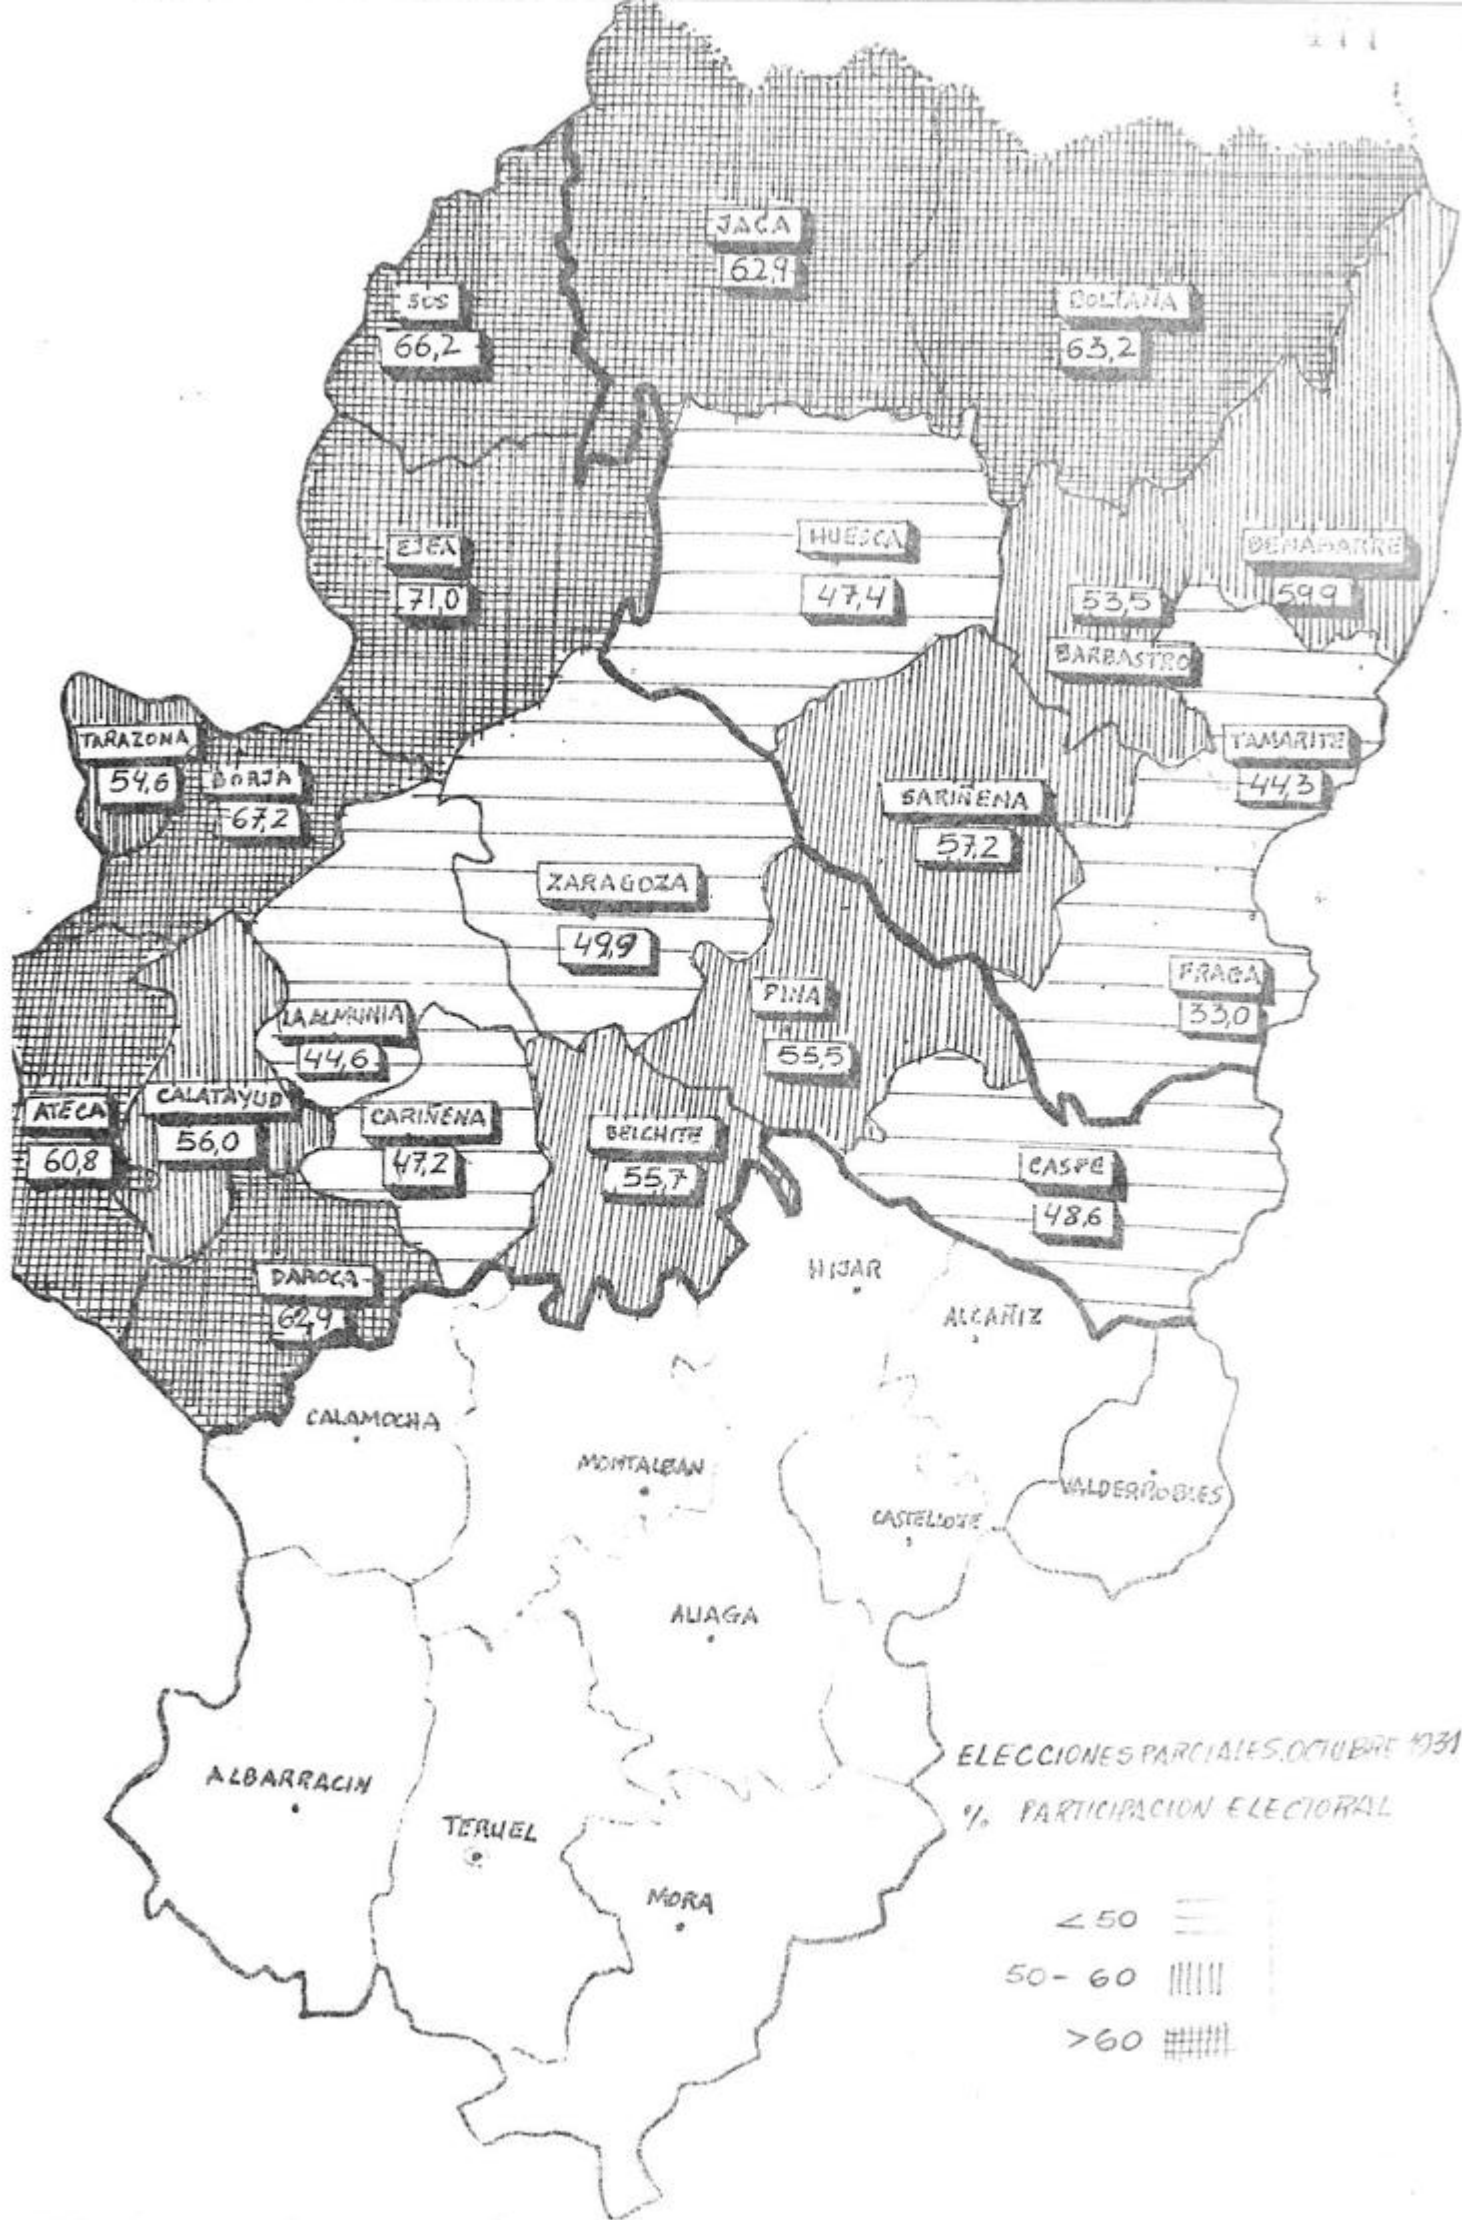 471
JACA
62,9
SOS
66,2
BOLTAÑA
63,2
EJEA
71,0
HUESCA
47,4
BENABARRE
59,9
53,5
BARBASTRO
TARAZONA
54,6
BORJA
67,2
TAMARITE
44,3
SARIÑENA
57,2
ZARAGOZA
49,9
PINA
55,5
FRAGA
33,0
LA ALMUNIA
44,6
CALATAYUD
56,0
ATECA
60,8
CARIÑENA
47,2
BELCHITE
55,7
CASPE
48,6
DAROCA
62,9
HIJAR
ALCAÑIZ
CALAMOCHA
MONTALBAN
VALDERROBLES
CASTELLOTE
ALIAGA
ALBARRACIN
TERUEL
MORA
ELECCIONES PARCIALES. OCTUBRE 1931
% PARTICIPACION ELECTORAL
<50
50-60
>60